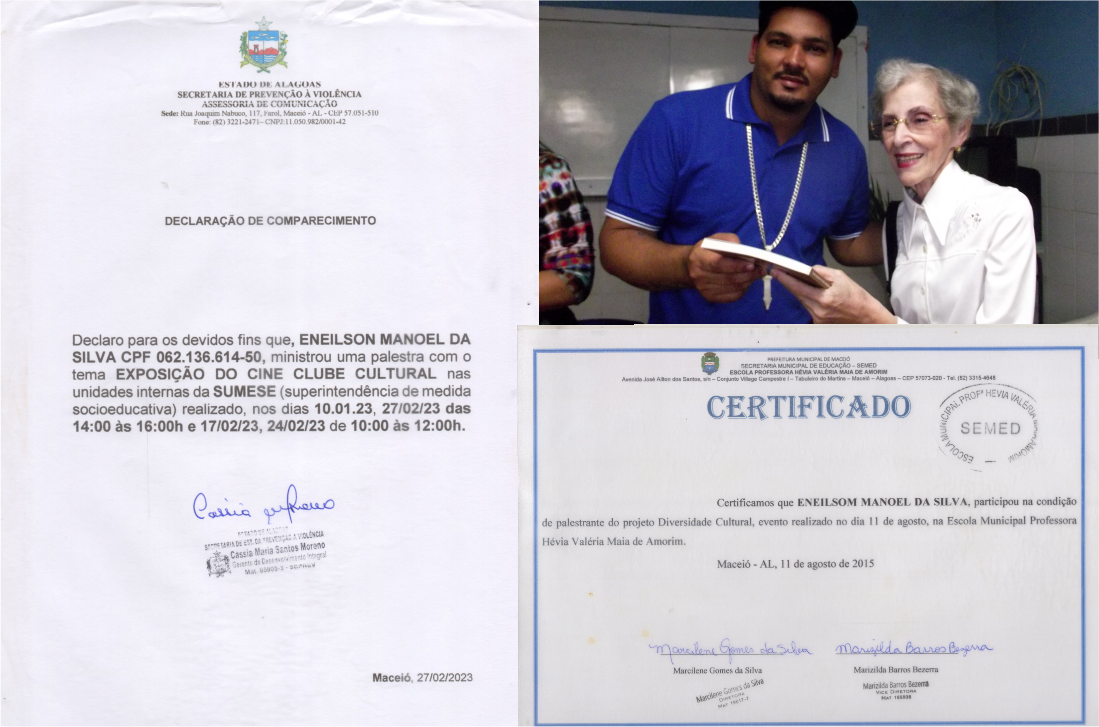 ESTADO DE ALAGOAS
SECRETARIA DE PREVENÇÃO À VIOLÊNCIA
ASSESSORIA DE COMUNICAÇÃO
Sede: Rua Joaquim Nabuco, 117, Farol, Maceió - AL - CEP 57.051-510
Fone: (82) 3221-2471– CNPJ:11.050.982/0001-42
DECLARAÇÃO DE COMPARECIMENTO
Declaro para os devidos fins que, ENEILSON MANOEL DA
SILVA CPF 062.136.614-50, ministrou uma palestra com o
tema EXPOSIÇÃO DO CINE CLUBE CULTURAL nas
unidades internas da SUMESE (superintendência de medida
socioeducativa) realizado, nos dias 10.01.23, 27/02/23 das
14:00 às 16:00h e 17/02/23, 24/02/23 de 10:00 às 12:00h.
Cassia
ESTADO DE ALAGOAS
SECRETARIA DE EST. DE PREVENÇÃO A VIOLÊNCIA
Cassia Maria Santos Moreno
Gerente de Desenvolvimento Integral
Maceió, 27/02/2023
PREFEITURA MUNICIPAL DE MACEIÓ
SECRETARIA MUNICIPAL DE EDUCAÇÃO – SEMED
ESCOLA PROFESSORA HÉVIA VALÉRIA MAIA DE AMORIM
Avenida José Ailton dos Santos, s/n – Conjunto Village Campestre I – Tabuleiro do Martins – Maceió – Alagoas – CEP 57073-020 - Tel. (82) 3315-4645
CERTIFICADO
ESCOLA MUNICIPAL PROFª HÉVIA VALÉRIA
AMORIM
SEMED
Certificamos que ENEILSOM MANOEL DA SILVA, participou na condição
de palestrante do projeto Diversidade Cultural, evento realizado no dia 11 de agosto, na Escola Municipal Professora
Hévia Valéria Maia de Amorim.
Maceió - AL, 11 de agosto de 2015
Marcilene Gomes da Silva
Marizilda Barros Bezerra
Marcilene Gomes da Silva
Marizilda Barros Bezerra
Marcilene Gomes da Silva
DIRETORA
Marizilda Barros Bezerra
VICE DIRETORA